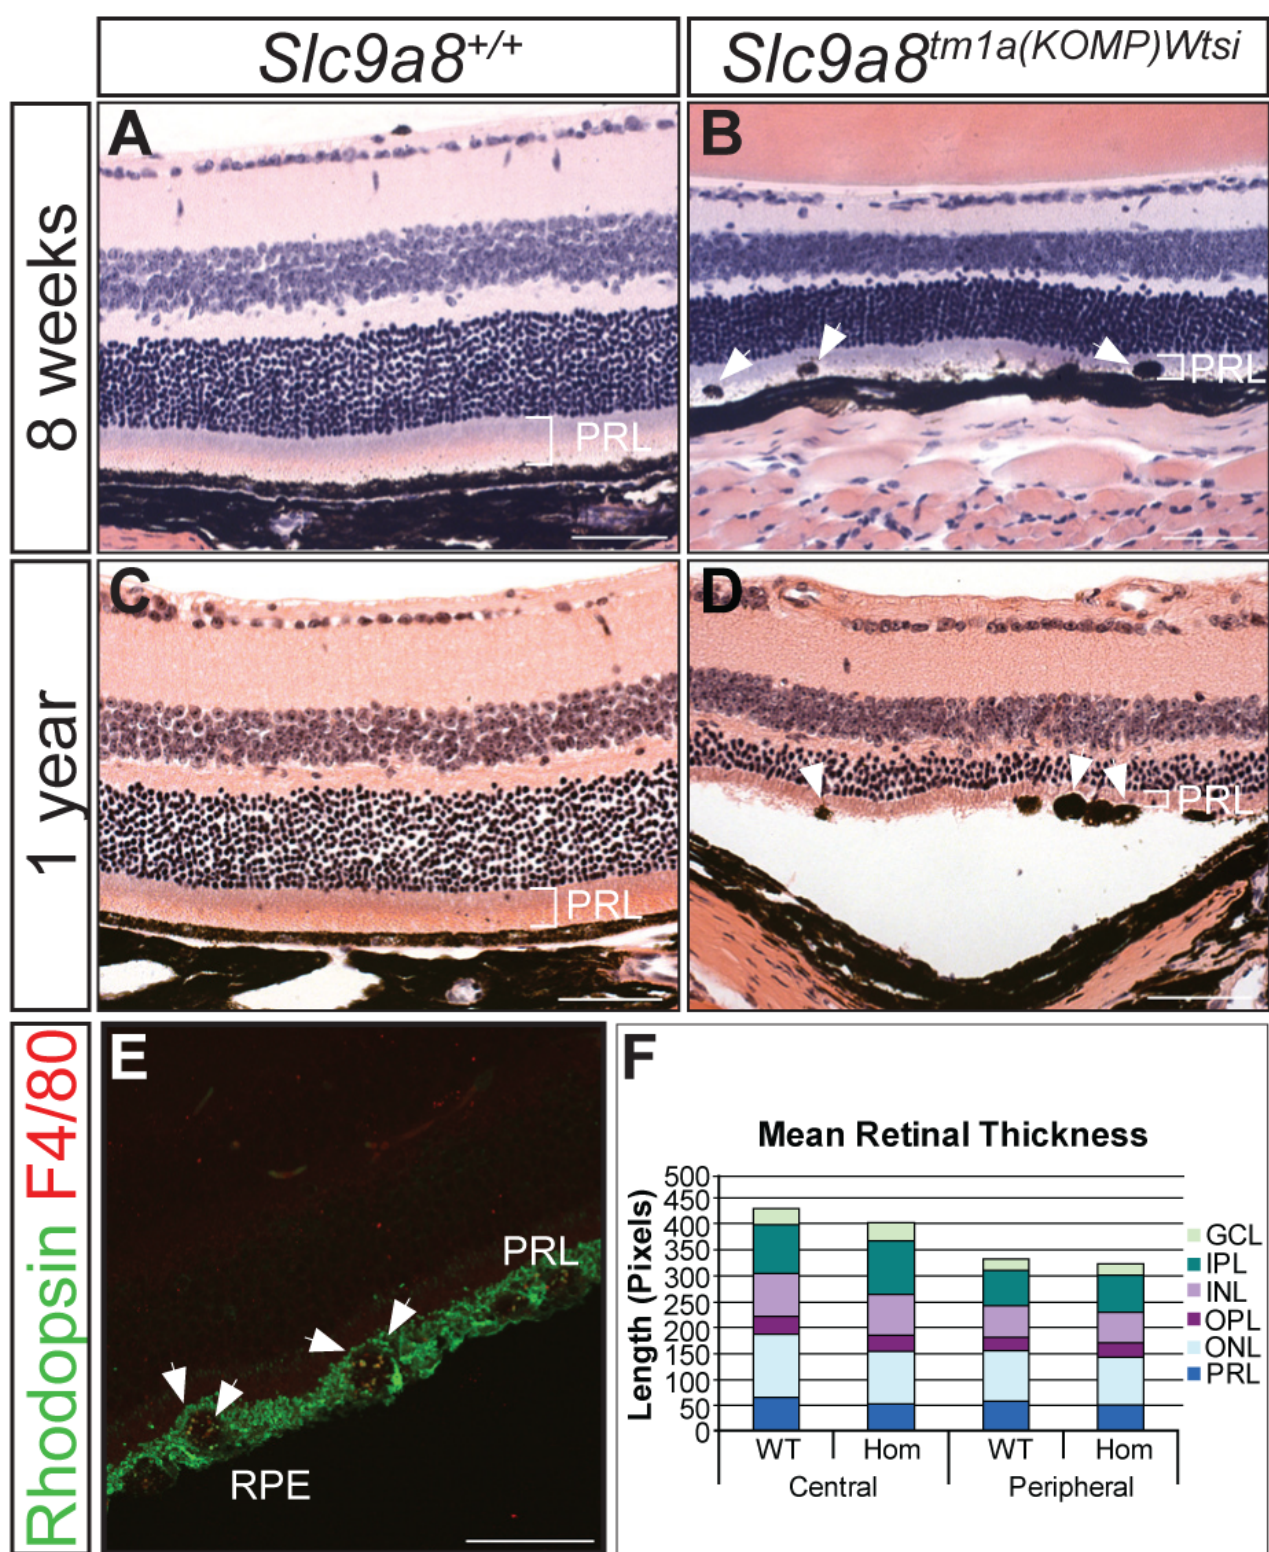 Slc9a8+/+
Slc9a8tm1a(KOMP)Wtsi
8 weeks
A
PRL
B
PRL
1 year
C
PRL
D
PRL
Rhodopsin F4/80
E
PRL
RPE
F
Mean Retinal Thickness
Length (Pixels)
500
450
400
350
300
250
200
150
100
50
0
WT
Hom
WT
Hom
Central
Peripheral
GCL
IPL
INL
OPL
ONL
PRL